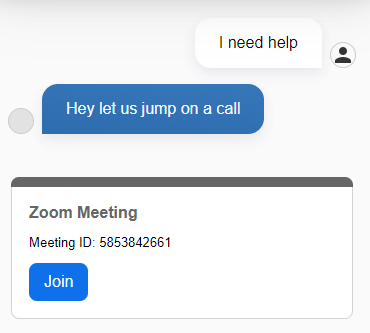 I need help
Hey let us jump on a call
Zoom Meeting
Meeting ID: 5853842661
Join